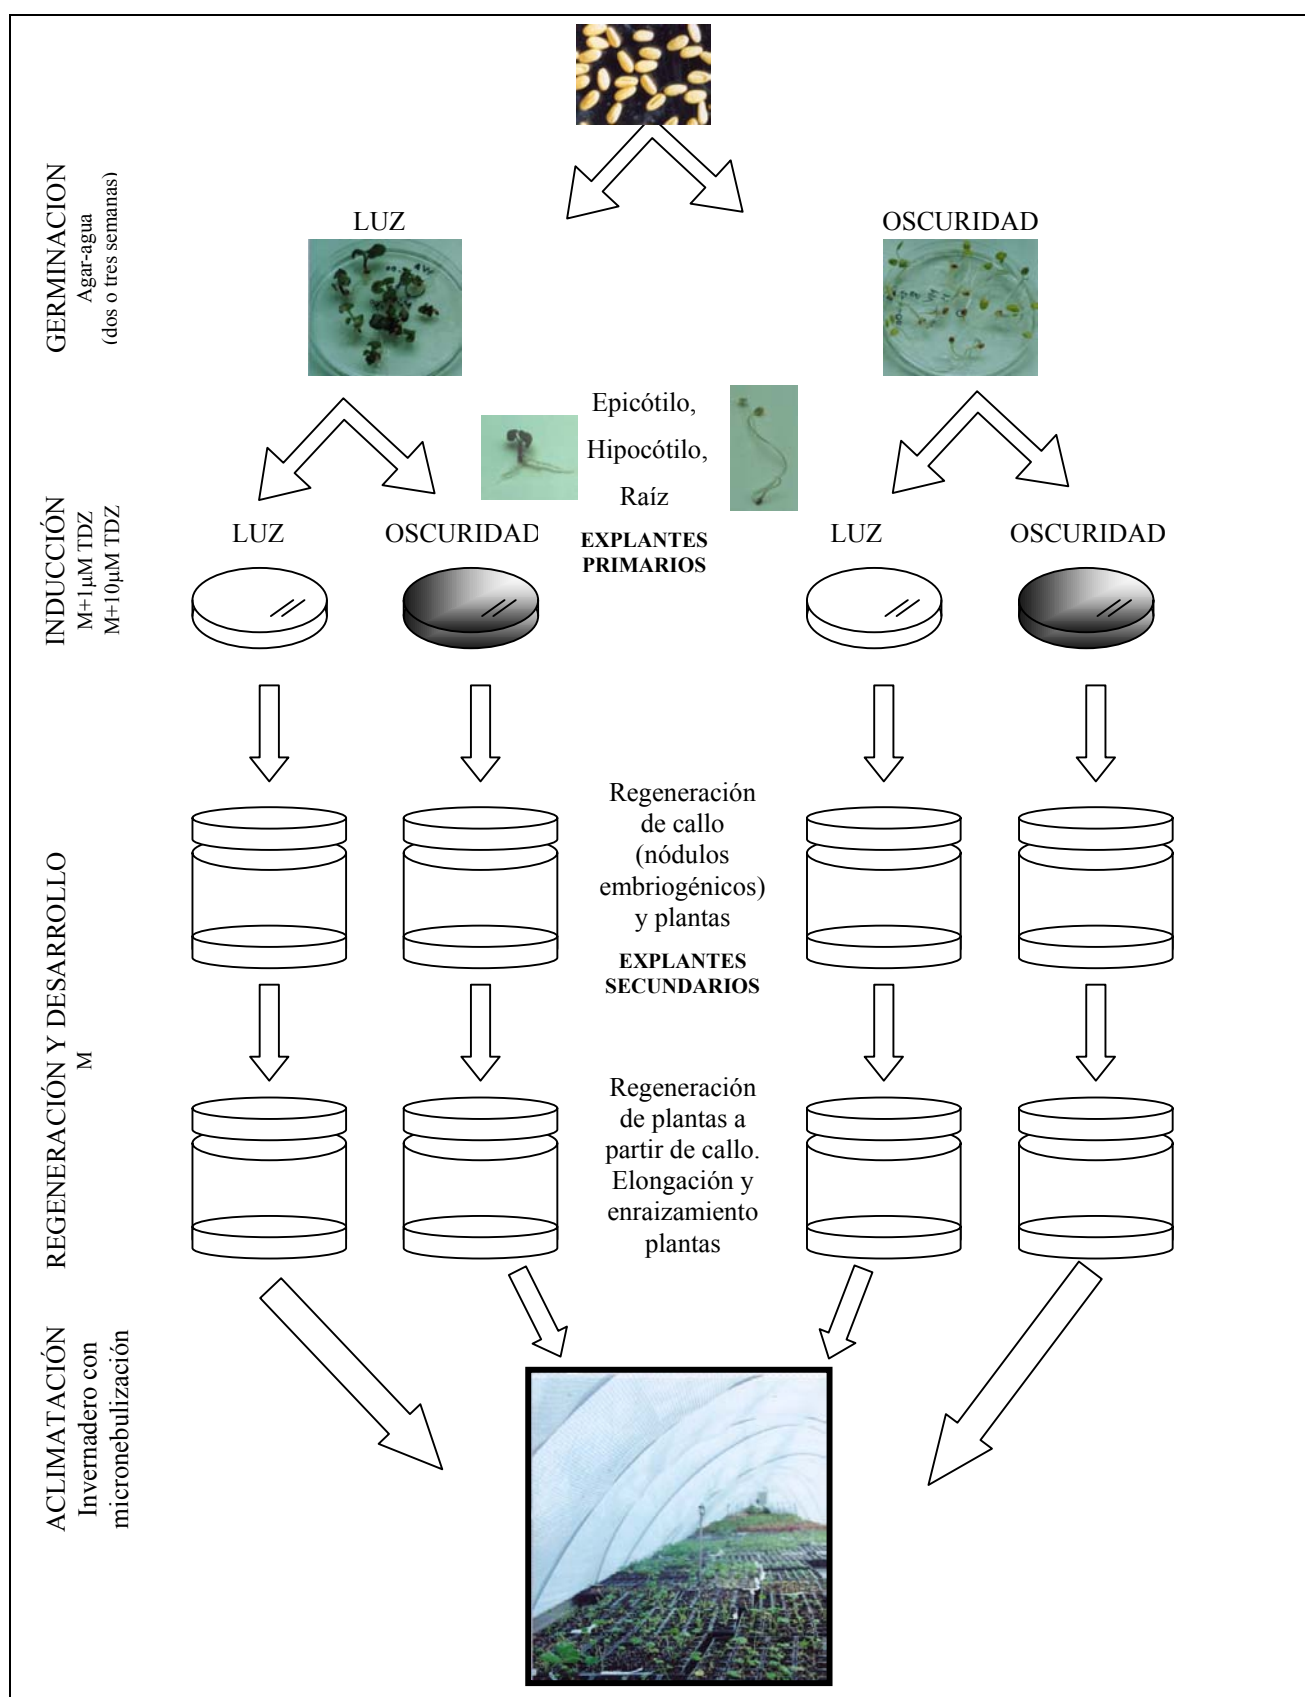 GERMINACION
Agar-agua
(dos o tres semanas)
LUZ
OSCURIDAD
Epicótilo,
Hipocótilo,
Raíz
EXPLANTES
PRIMARIOS
INDUCCIÓN
M+1µM TDZ
M+10µM TDZ
LUZ
OSCURIDAD
LUZ
OSCURIDAD
REGENERACIÓN Y DESARROLLO
M
Regeneración
de callo
(nódulos
embriogénicos)
y plantas
EXPLANTES
SECUNDARIOS
Regeneración
de plantas a
partir de callo.
Elongación y
enraizamiento
plantas
ACLIMATACIÓN
Invernadero con
micronebulización